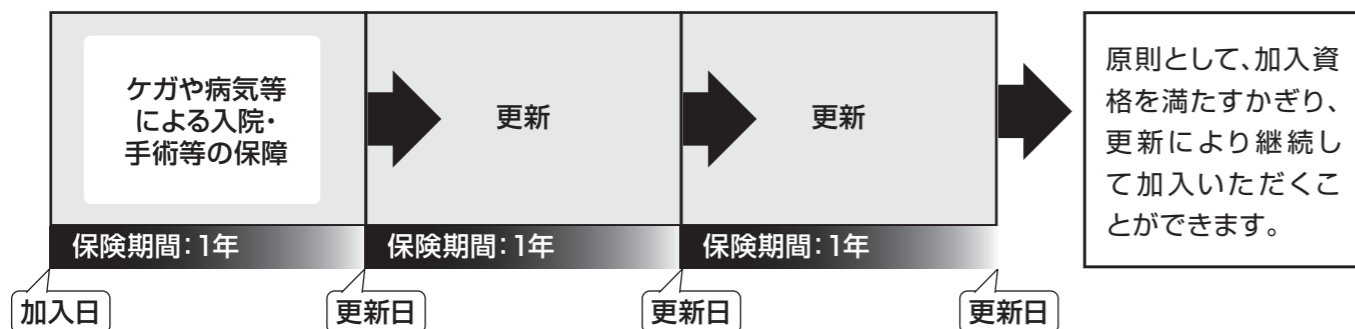 ケガや病気等
による入院・
手術等の保障
更新
更新
原則として、加入資
格を満たすかぎり、
更新により継続し
て加入いただくこ
とができます。
保険期間:1年
保険期間:1年
保険期間:1年
加入日
更新日
更新日
更新日